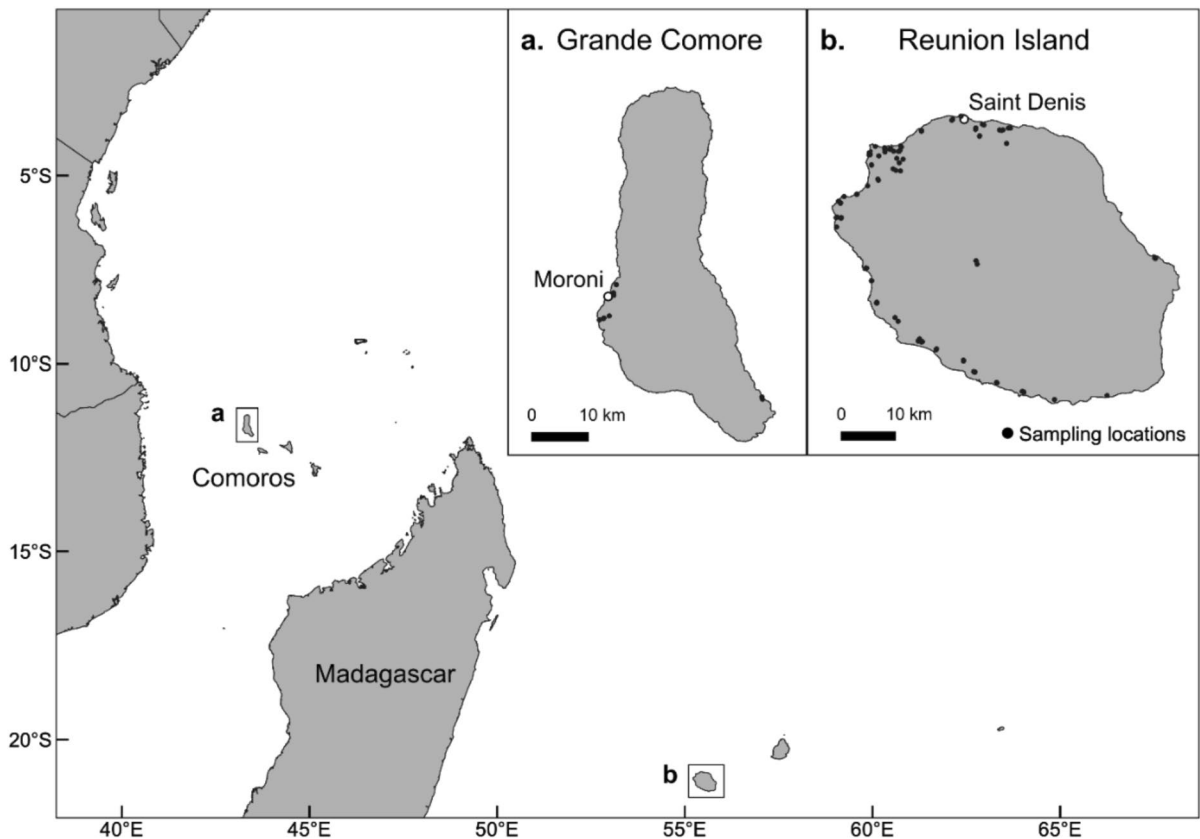 a. Grande Comore
b. Reunion Island
Saint Denis
Moroni
0 10 km
0 10 km
Sampling locations
5°S
10°S
15°S
20°S
a
Comoros
Madagascar
b
40°E 45°E 50°E 55°E 60°E 65°E